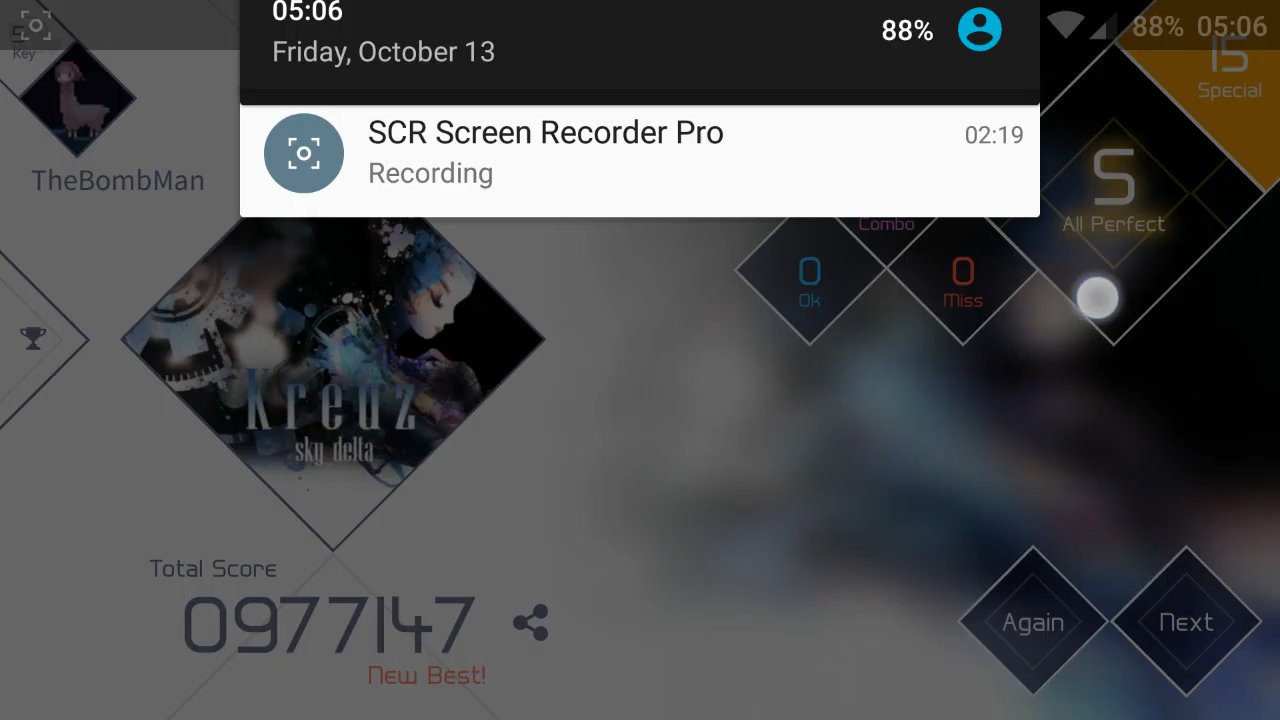 05:06
88%
Friday, October 13
88% 05:06
5
Key
15
Special
SCR Screen Recorder Pro
02:19
Recording
TheBombMan
S
All Perfect
Combo
0
Ok
0
Miss
Kreuz
sky delta
Total Score
0977147
New Best!
Again
Next